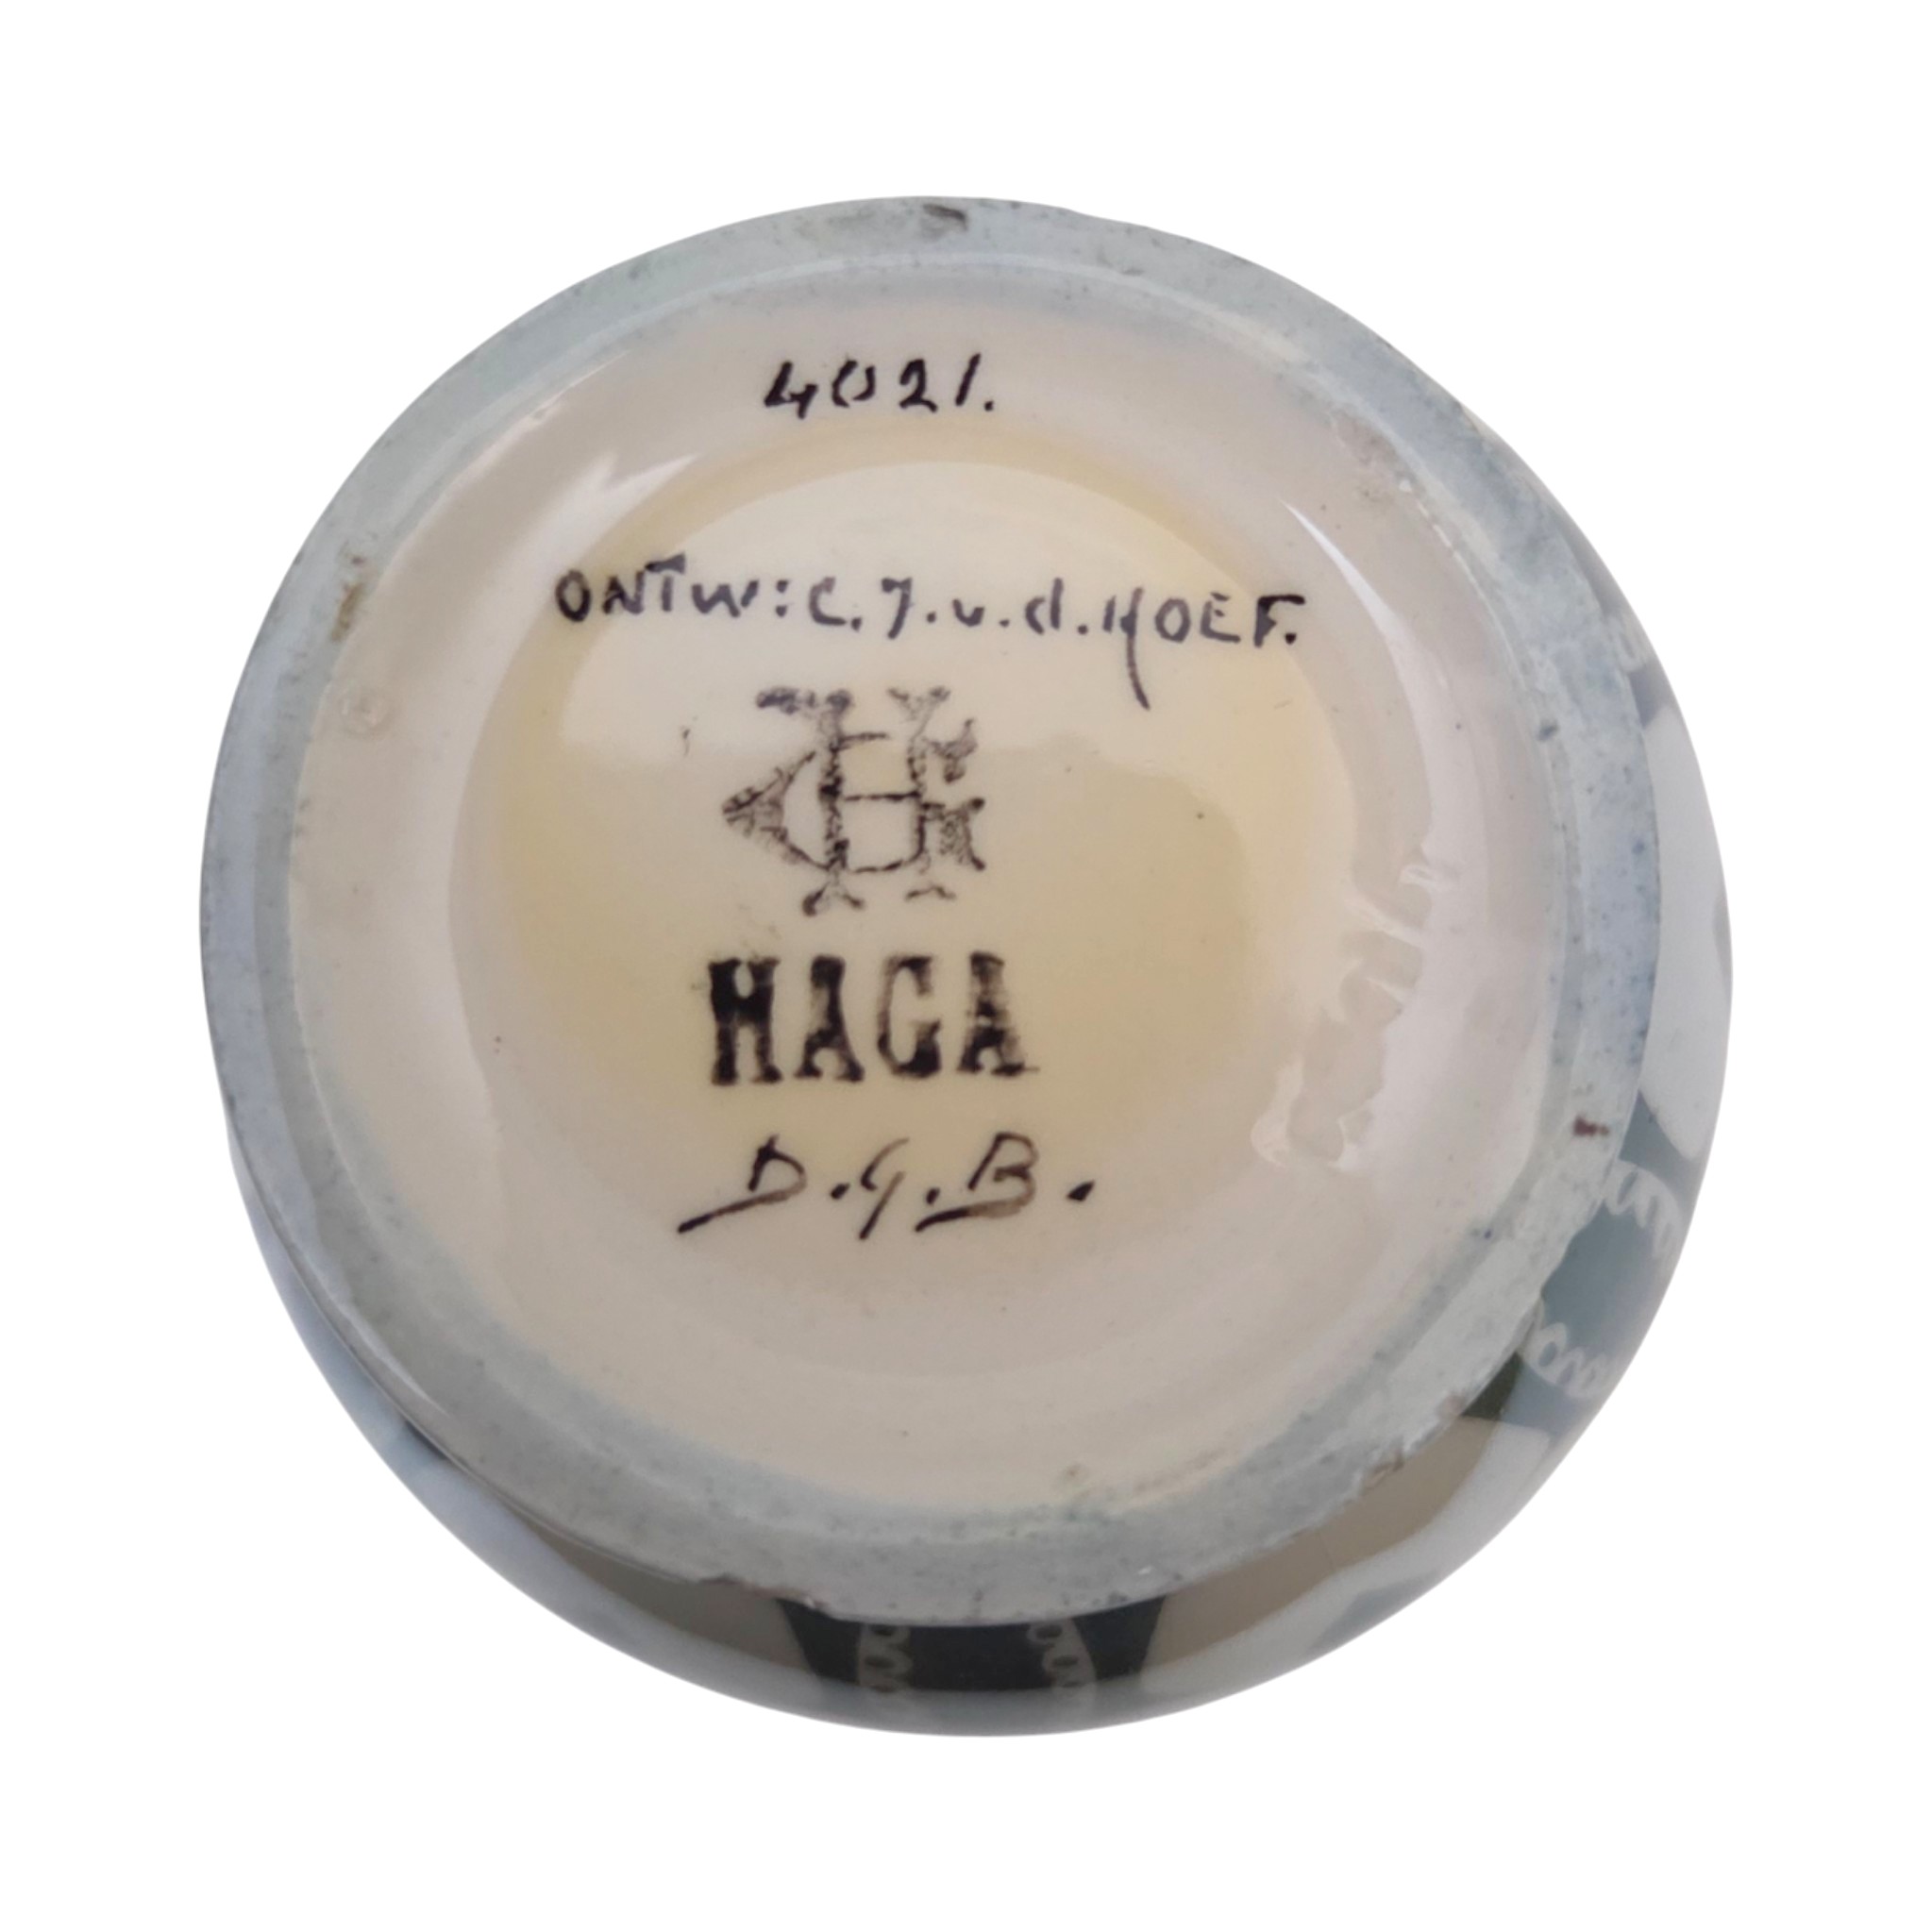 4021.
ONTW: C.J.v.d.HOEF.
HAGA
D.G.B.